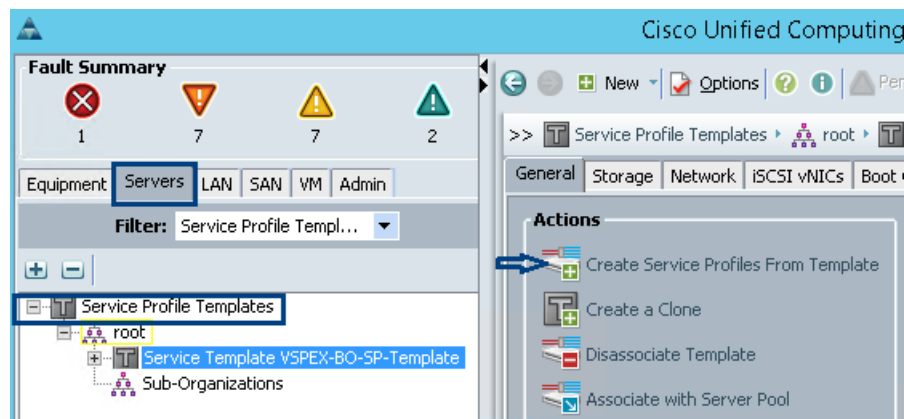 Cisco Unified Computing
Fault Summary
1 7 7 2
Equipment Servers LAN SAN VM Admin
Filter: Service Profile Templ...
Service Profile Templates
root
Service Template VSPEX-BO-SP-Template
Sub-Organizations
New Options Per
>> Service Profile Templates root
General Storage Network iSCSI vNICs Boot
Actions
Create Service Profiles From Template
Create a Clone
Disassociate Template
Associate with Server Pool